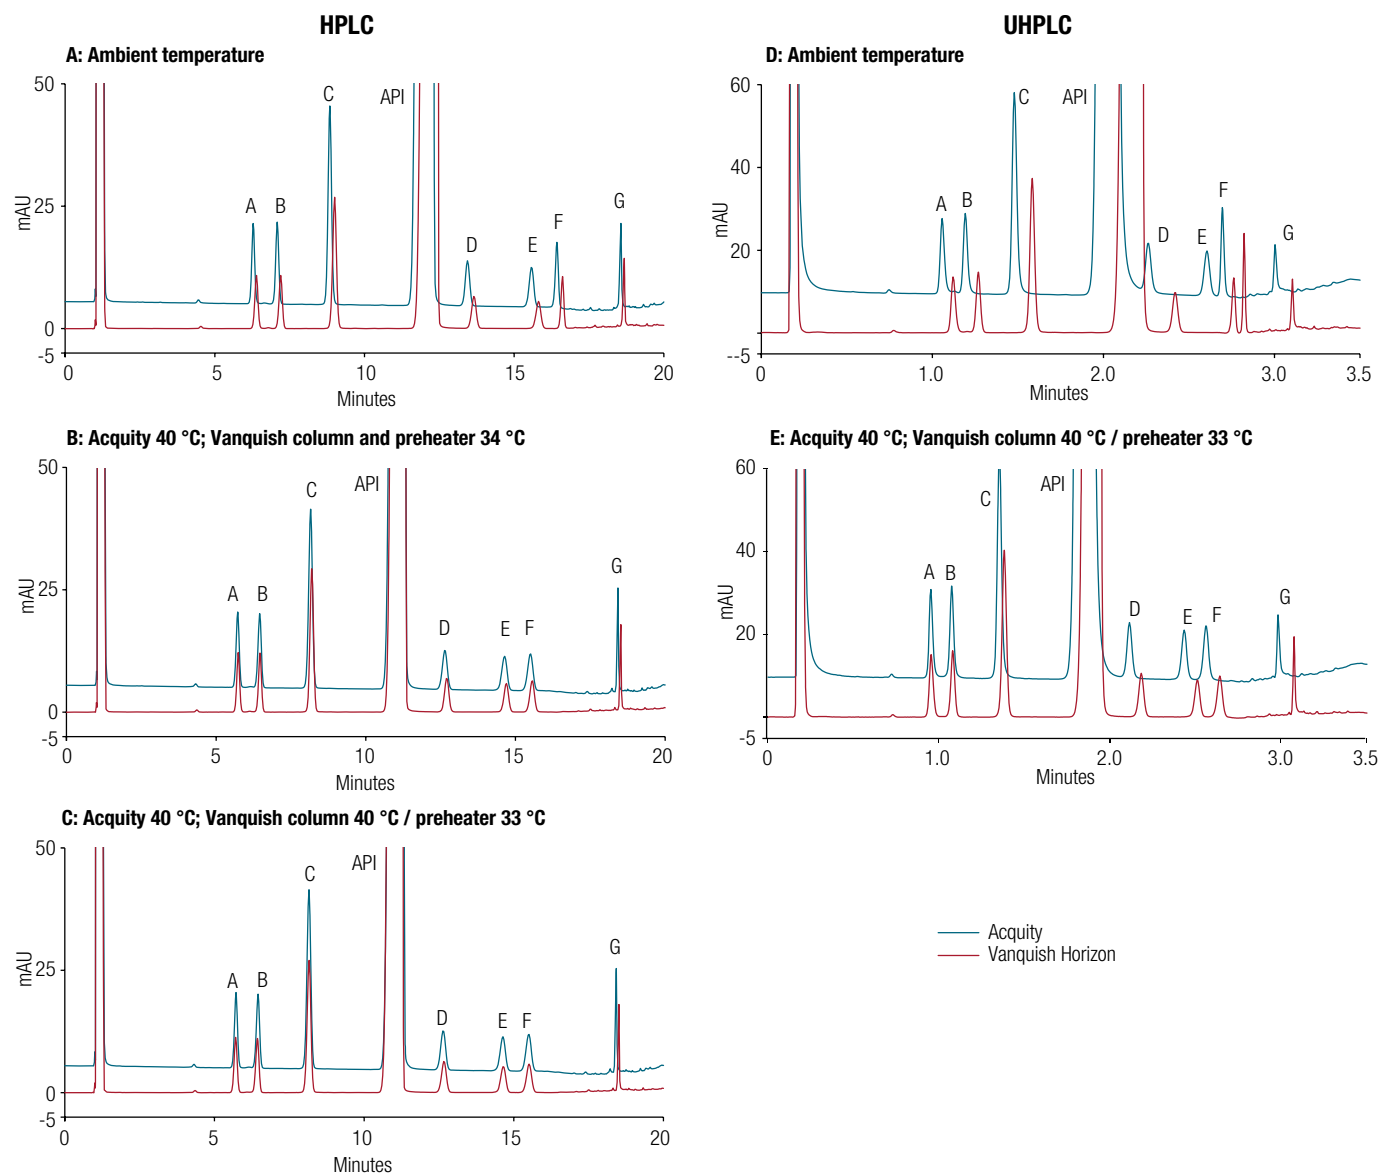 HPLC
A: Ambient temperature
50
25
0
-5
mAU
A
B
C
API
D
E
F
G
0 5 10 15 20
Minutes
B: Acquity 40 °C; Vanquish column and preheater 34 °C
50
25
0
-5
mAU
A
B
C
API
D
E
F
G
0 5 10 15 20
Minutes
C: Acquity 40 °C; Vanquish column 40 °C / preheater 33 °C
50
25
0
-5
mAU
A
B
C
API
D
E
F
G
0 5 10 15 20
Minutes
UHPLC
D: Ambient temperature
60
40
20
--5
mAU
A
B
C
API
D
E
F
G
0 1.0 2.0 3.0 3.5
Minutes
E: Acquity 40 °C; Vanquish column 40 °C / preheater 33 °C
60
40
20
-5
mAU
A
B
C
API
D
E
F
G
0 1.0 2.0 3.0 3.5
Minutes
Acquity
Vanquish Horizon